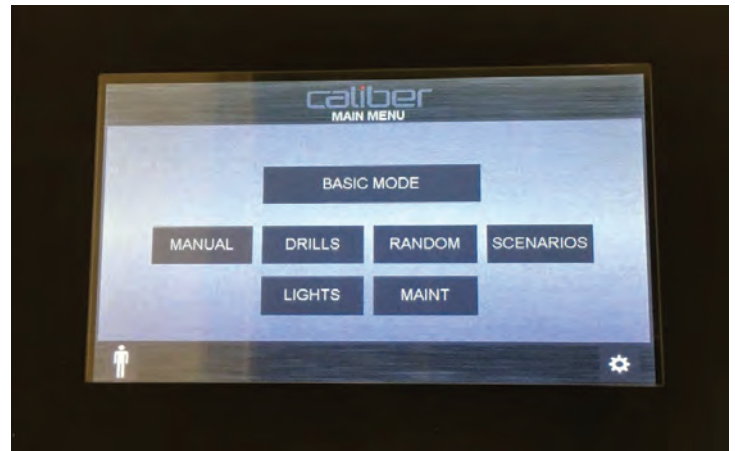 caliber
MAIN MENU
BASIC MODE
MANUAL DRILLS RANDOM SCENARIOS
LIGHTS MAINT